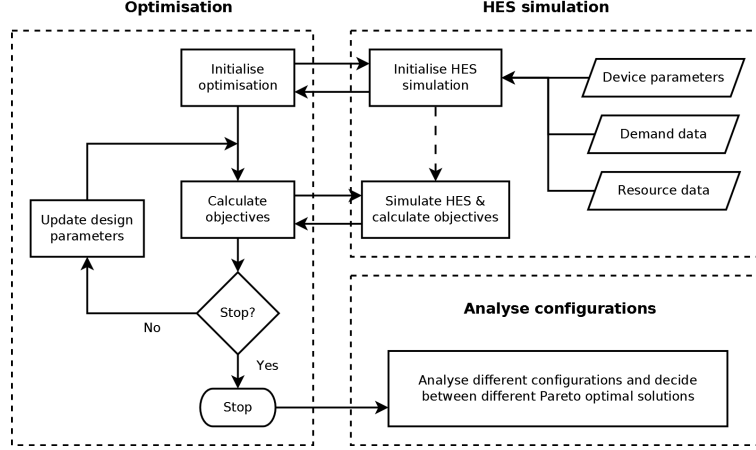 Optimisation
HES simulation
Initialise
optimisation
Initialise HES
simulation
Device parameters
Demand data
Resource data
Calculate
objectives
Simulate HES &
calculate objectives
Update design
parameters
Stop?
No
Yes
Stop
Analyse configurations
Analyse different configurations and decide
between different Pareto optimal solutions